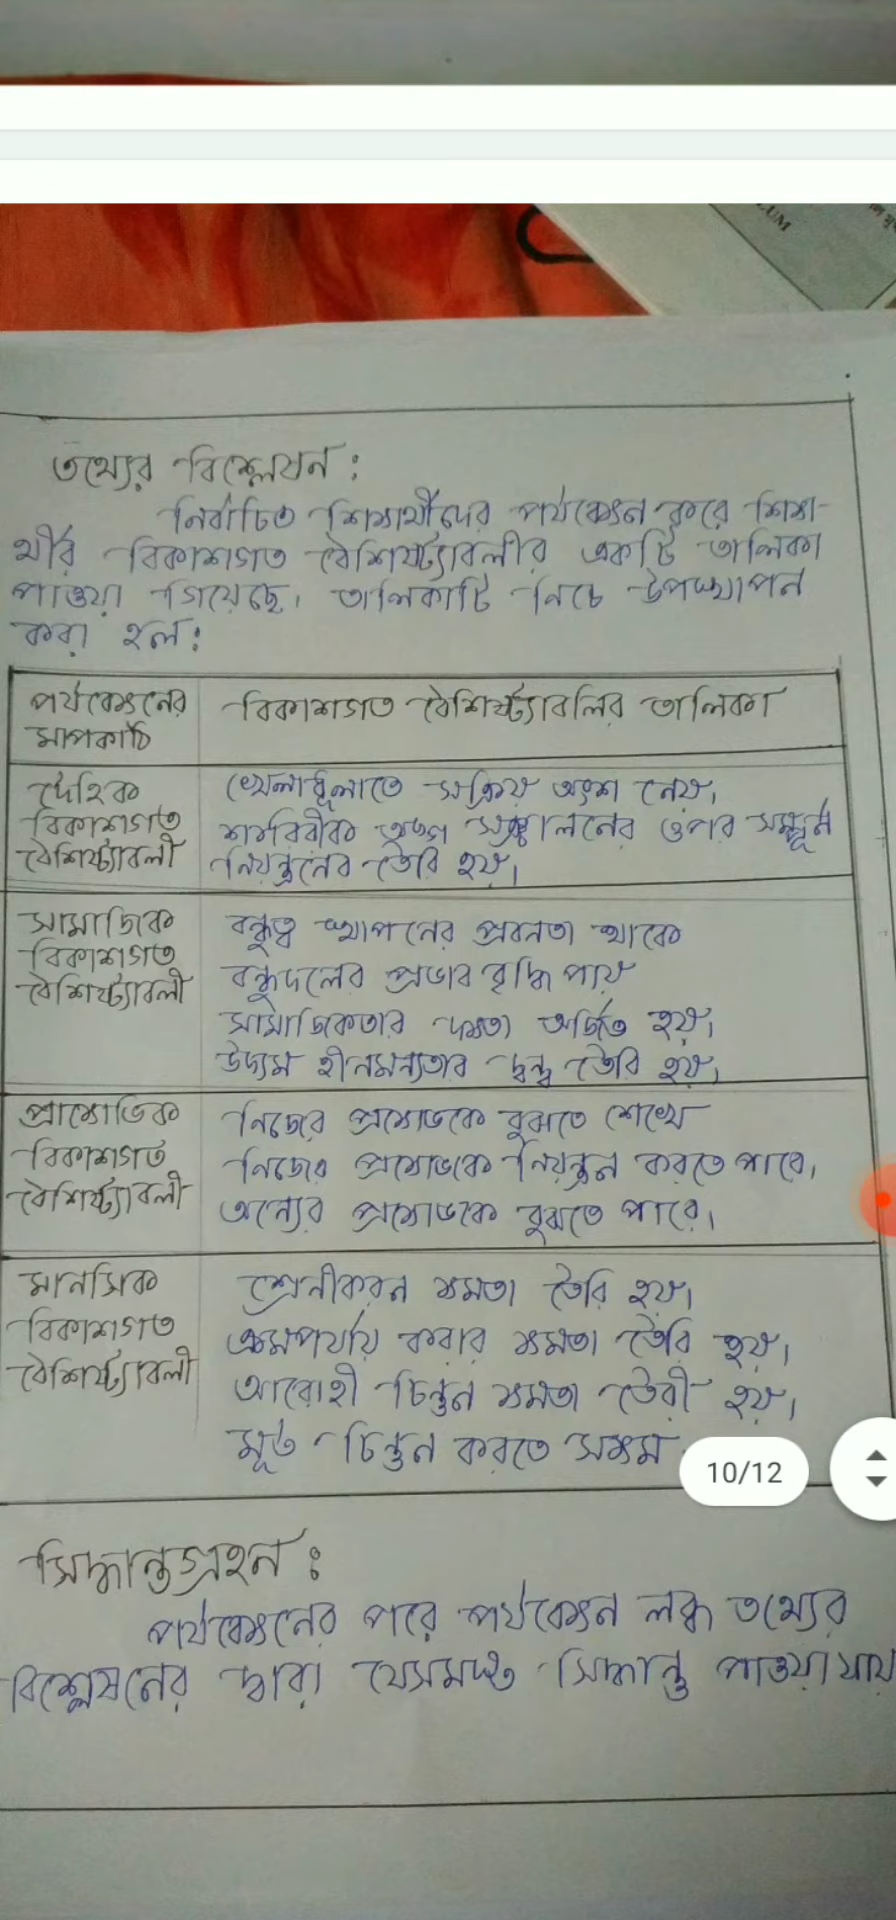 LUM
তথ্যের বিশ্লেষন :
নির্বাচিত শিক্ষার্থীদের পর্যবেক্ষন করে শিক্ষা-
র্থীর বিকাশগত বৈশিষ্ট্যাবলীর একটি তালিকা
পাওয়া গিয়েছে। তালিকাটি নিচে উপস্থাপন
করা হল :
পর্যবেক্ষনের
মাপকাঠি
বিকাশগত বৈশিষ্ট্যাবলির তালিকা
দৈহিক
বিকাশগত
বৈশিষ্ট্যাবলী
খেলাধূলাতে সক্রিয় অংশ নেয়।
অঙ্গ সঞ্চালনের ওপর সম্পূর্ন
নিয়ন্ত্রনের তৈরি হয়।
সামাজিক
বিকাশগত
বৈশিষ্ট্যাবলী
বন্ধুত্ব স্থাপনের প্রবনতা থাকে
বন্ধুদলের প্রভাব বৃদ্ধি পায়
সামাজিকতার দক্ষতা অর্জিত হয়।
উদ্যম হীনমন্যতার দ্বন্দ্ব তৈরি হয়।
প্রাক্ষোভিক
বিকাশগত
বৈশিষ্ট্যাবলী
নিজের প্রক্ষোভকে বুঝতে শেখে
নিজের প্রক্ষোভকে নিয়ন্ত্রন করতে পারে।
অন্যের প্রক্ষোভকে বুঝতে পারে।
মানসিক
বিকাশগত
বৈশিষ্ট্যাবলী
শ্রেনীকরন ক্ষমতা তৈরি হয়।
ক্রমপর্যায় করার ক্ষমতা তৈরি হয়।
আরোহী চিন্তন ক্ষমতা তৈরী হয়।
মূর্ত চিন্তন করতে সক্ষম
10/12
সিদ্ধান্তগ্রহন :
পর্যবেক্ষনের পরে পর্যবেক্ষন লব্ধ তথ্যের
বিশ্লেষনের দ্বারা যেসমস্ত সিদ্ধান্ত পাওয়া যায়